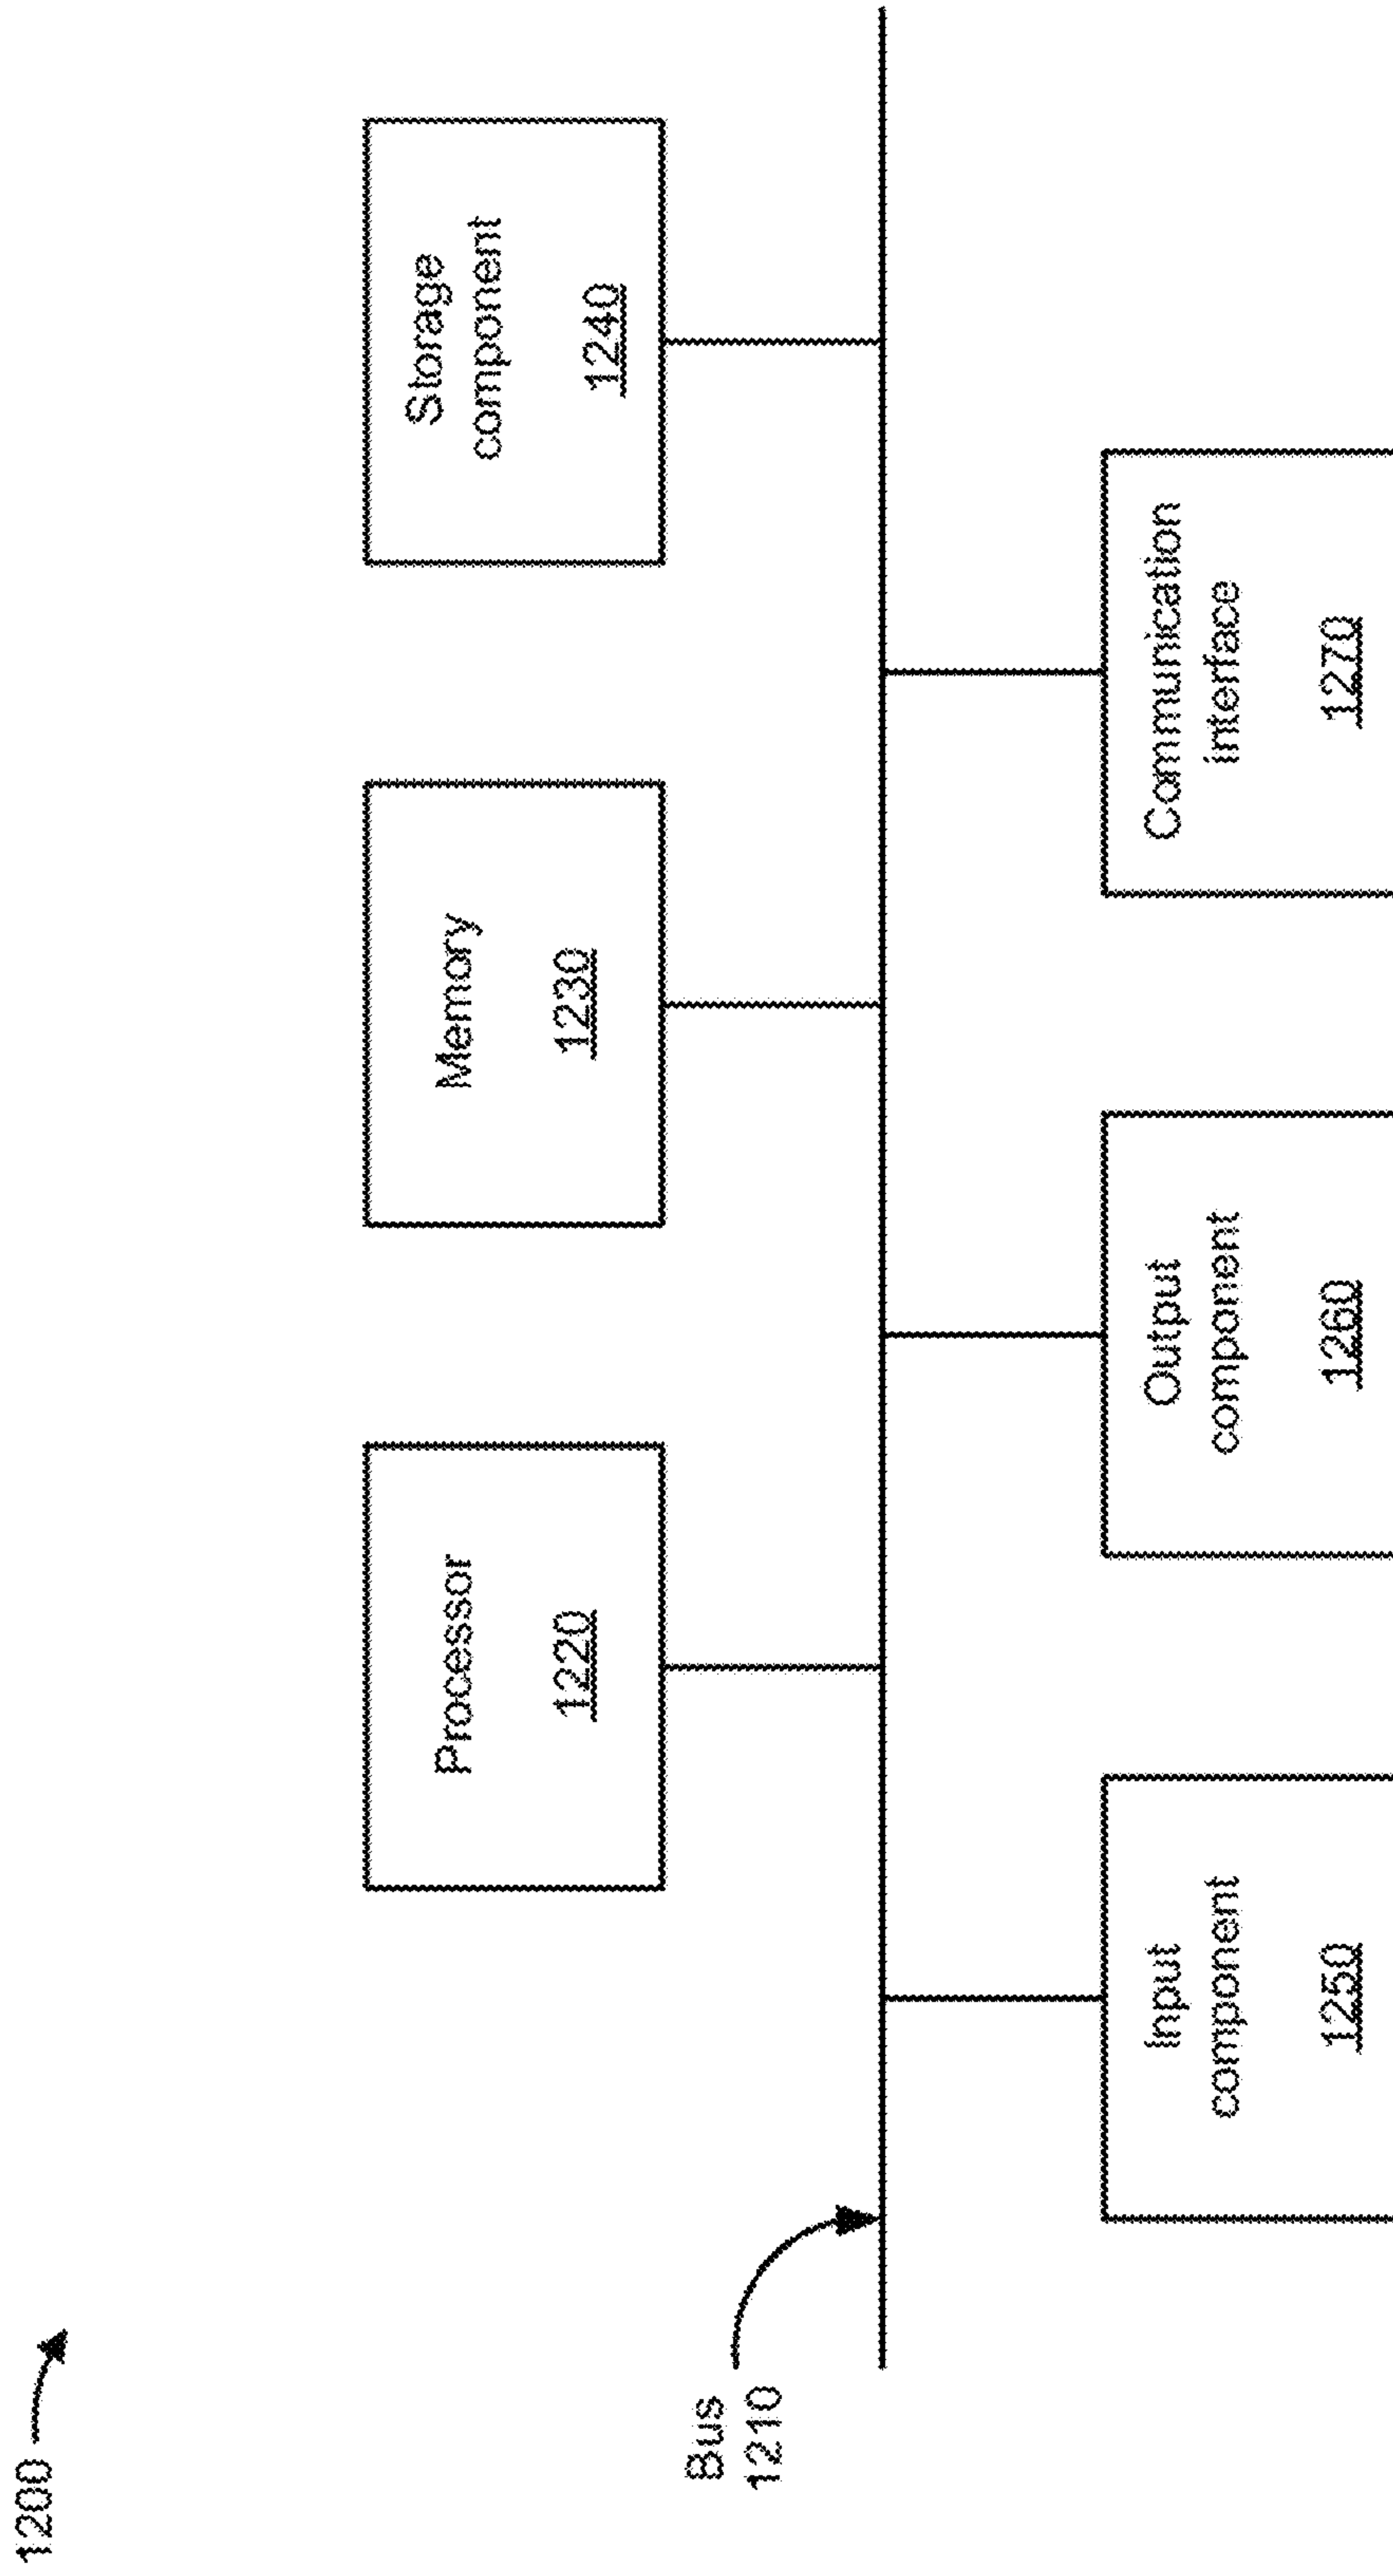 1200
Bus
1210
Processor
1220
Memory
1230
Storage
component
1240
Input
component
1250
Output
component
1260
Communication
interface
1270